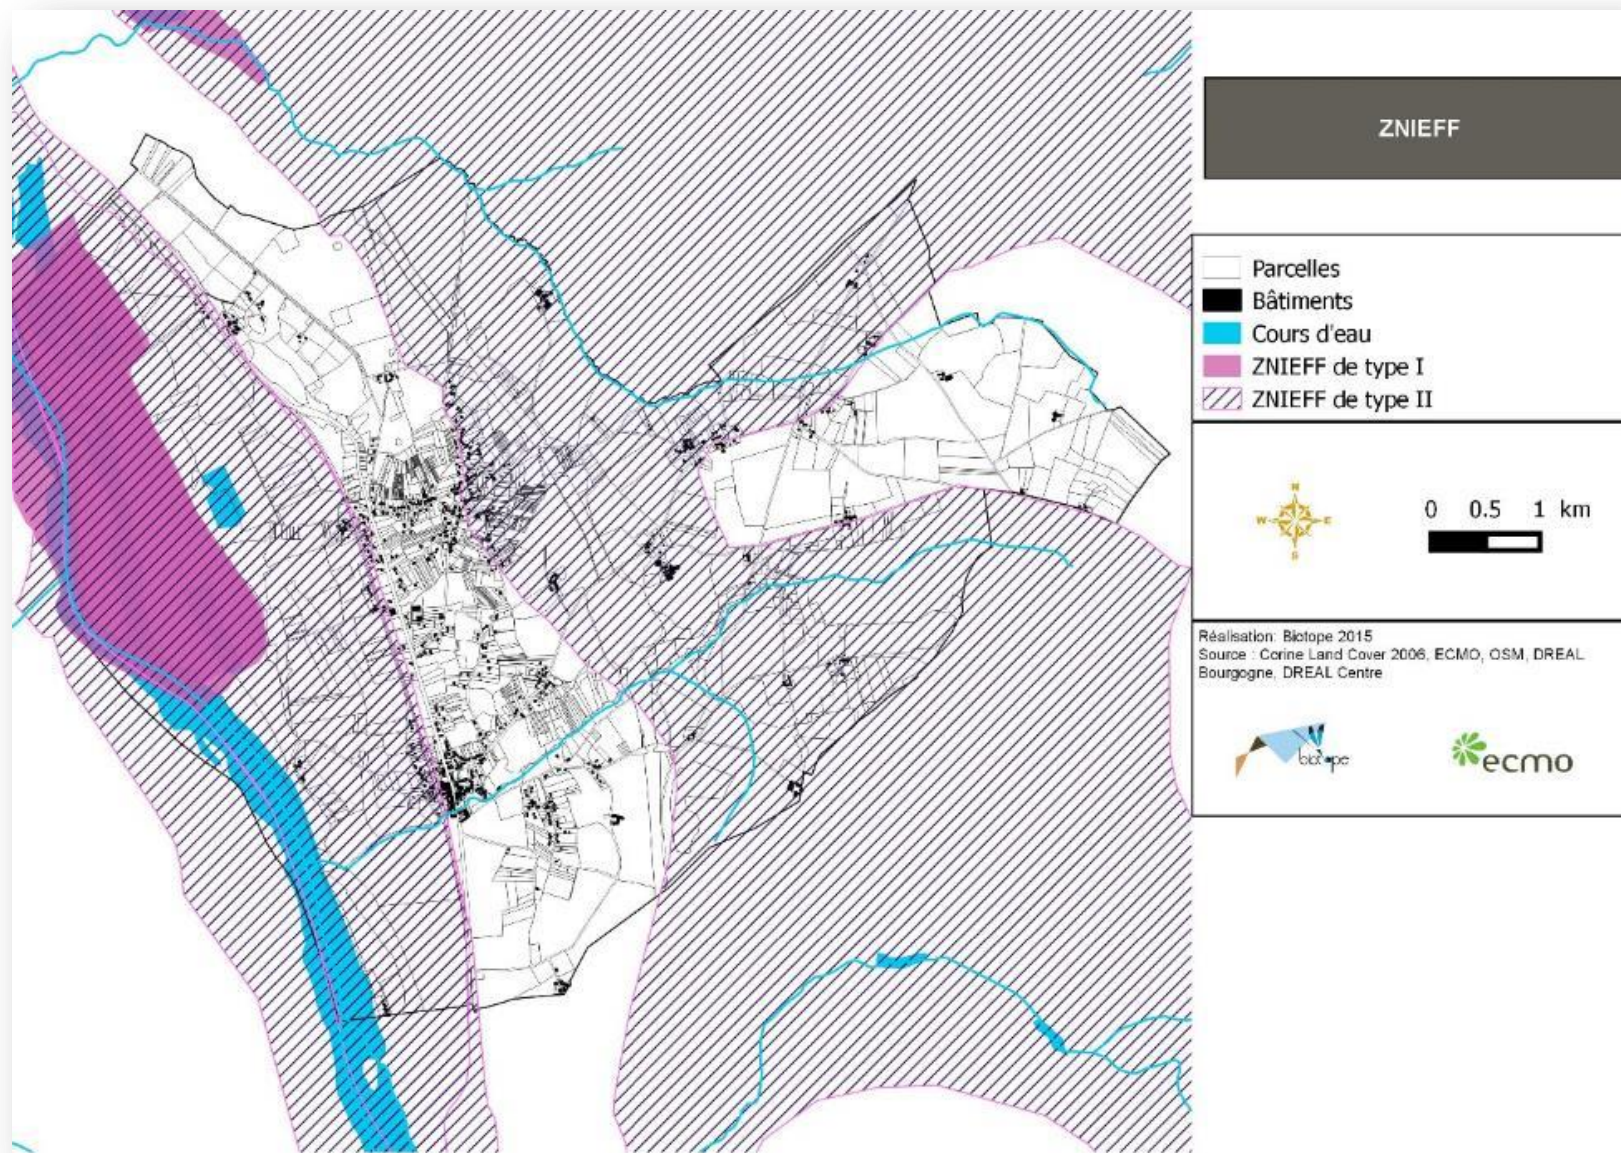 ZNIEFF
Parcelles
Bâtiments
Cours d'eau
ZNIEFF de type I
ZNIEFF de type II
N
W E
S
0 0.5 1 km
Réalisation: Biotope 2015
Source : Corine Land Cover 2006, ECMO, OSM, DREAL
Bourgogne, DREAL Centre
biotope
ecmo